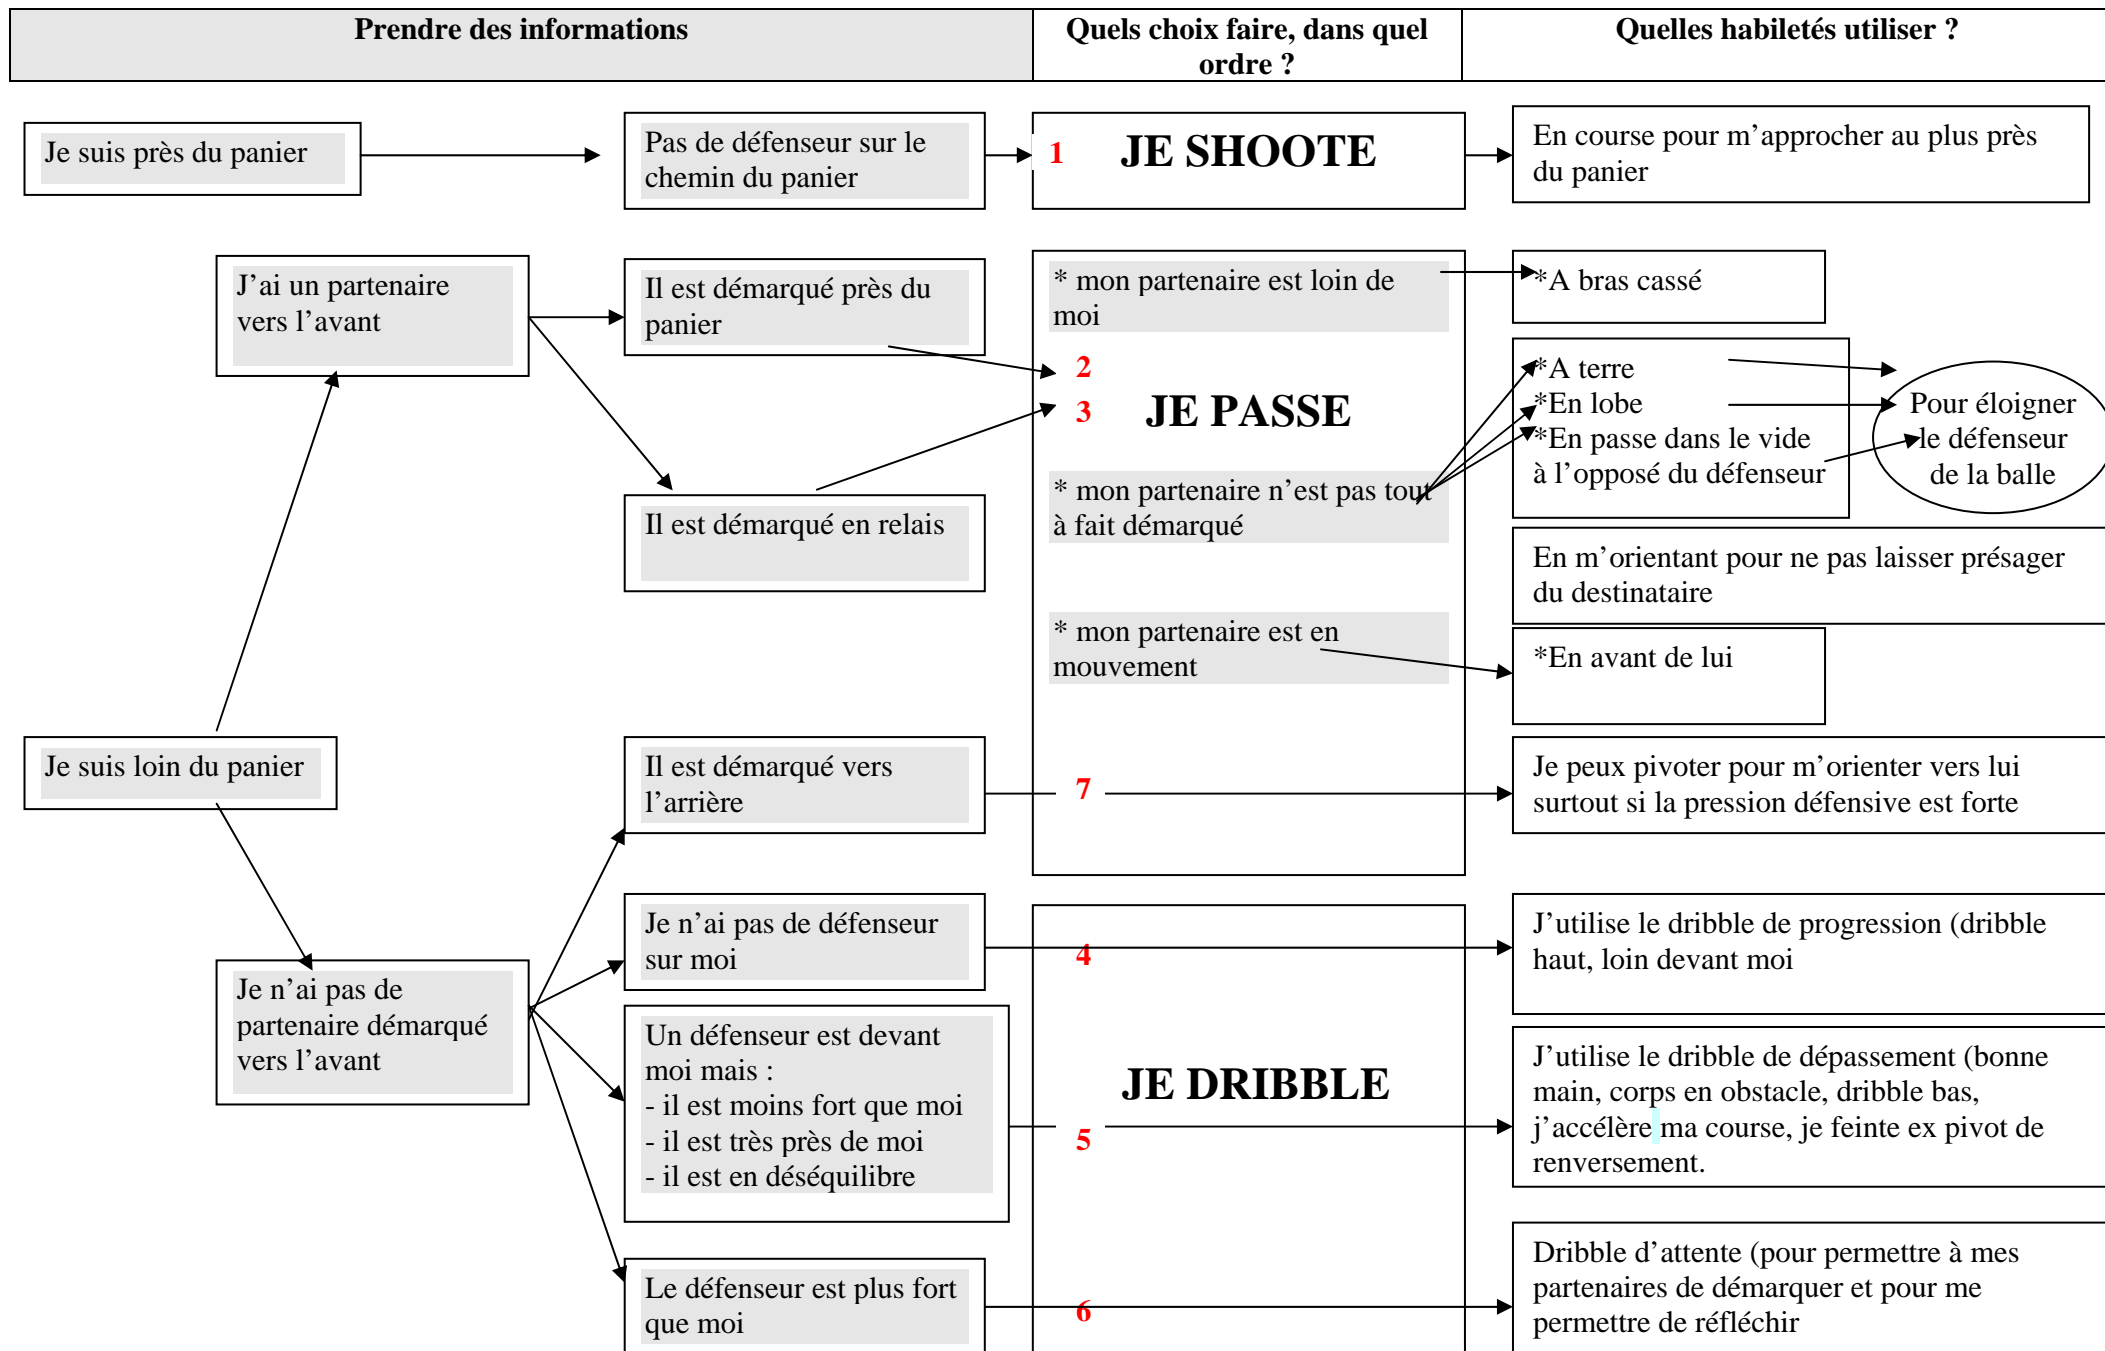 Prendre des informations
Quels choix faire, dans quel
ordre ?
Quelles habiletés utiliser ?
Je suis près du panier
Pas de défenseur sur le
chemin du panier
1 JE SHOOTE
En course pour m’approcher au plus près
du panier
J’ai un partenaire
vers l’avant
Il est démarqué près du
panier
* mon partenaire est loin de
moi
*A bras cassé
2
3 JE PASSE
*A terre
*En lobe
*En passe dans le vide
à l’opposé du défenseur
Pour éloigner
le défenseur
de la balle
Il est démarqué en relais
* mon partenaire n’est pas tout
à fait démarqué
En m’orientant pour ne pas laisser présager
du destinataire
* mon partenaire est en
mouvement
*En avant de lui
Je suis loin du panier
Il est démarqué vers
l’arrière
7
Je peux pivoter pour m’orienter vers lui
surtout si la pression défensive est forte
Je n’ai pas de
partenaire démarqué
vers l’avant
Je n’ai pas de défenseur
sur moi
4
J’utilise le dribble de progression (dribble
haut, loin devant moi
Un défenseur est devant
moi mais :
- il est moins fort que moi
- il est très près de moi
- il est en déséquilibre
JE DRIBBLE
5
J’utilise le dribble de dépassement (bonne
main, corps en obstacle, dribble bas,
j’accélère ma course, je feinte ex pivot de
renversement.
Le défenseur est plus fort
que moi
6
Dribble d’attente (pour permettre à mes
partenaires de démarquer et pour me
permettre de réfléchir